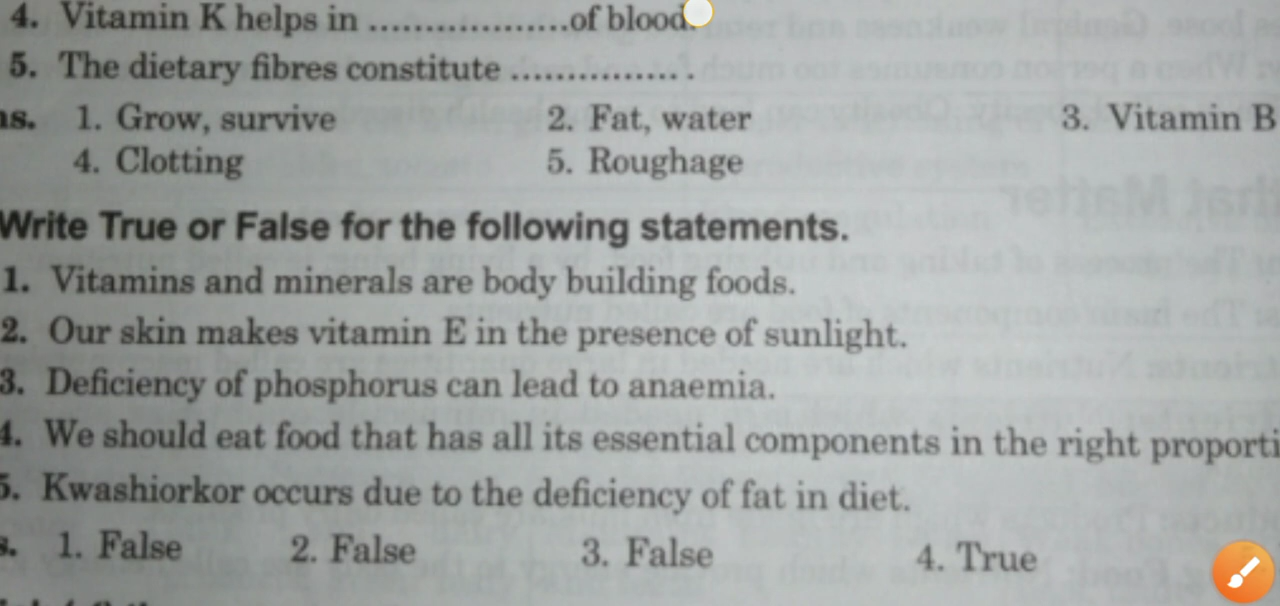 4. Vitamin K helps in ..................of blood.
5. The dietary fibres constitute ................ .
ns. 1. Grow, survive 2. Fat, water 3. Vitamin B
4. Clotting 5. Roughage
Write True or False for the following statements.
1. Vitamins and minerals are body building foods.
2. Our skin makes vitamin E in the presence of sunlight.
3. Deficiency of phosphorus can lead to anaemia.
4. We should eat food that has all its essential components in the right proporti
5. Kwashiorkor occurs due to the deficiency of fat in diet.
s. 1. False 2. False 3. False 4. True